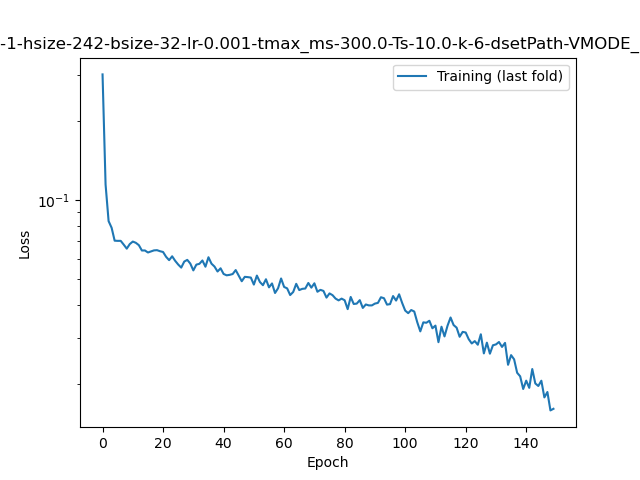 -1-hsize-242-bsize-32-lr-0.001-tmax_ms-300.0-Ts-10.0-k-6-dsetPath-VMODE_
Training (last fold)
10⁻¹
Loss
0 20 40 60 80 100 120 140
Epoch